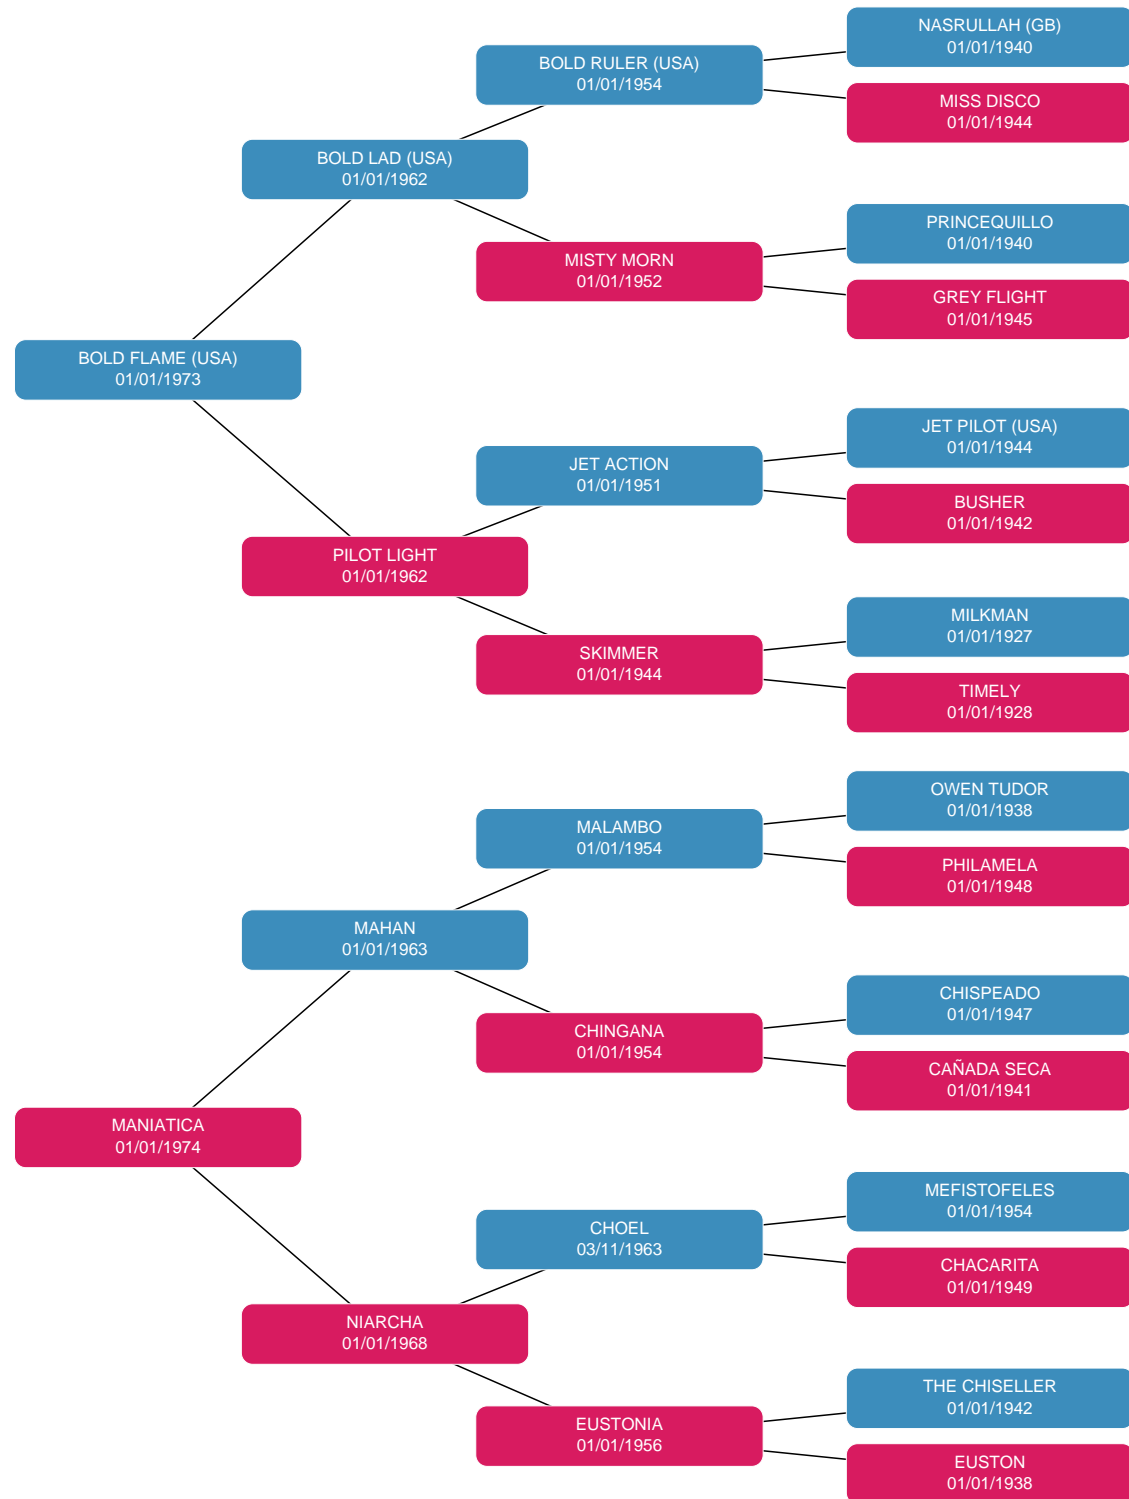 NASRULLAH (GB)
01/01/1940
BOLD RULER (USA)
01/01/1954
MISS DISCO
01/01/1944
BOLD LAD (USA)
01/01/1962
PRINCEQUILLO
01/01/1940
MISTY MORN
01/01/1952
GREY FLIGHT
01/01/1945
BOLD FLAME (USA)
01/01/1973
JET PILOT (USA)
01/01/1944
JET ACTION
01/01/1951
BUSHER
01/01/1942
PILOT LIGHT
01/01/1962
MILKMAN
01/01/1927
SKIMMER
01/01/1944
TIMELY
01/01/1928
OWEN TUDOR
01/01/1938
MALAMBO
01/01/1954
PHILAMELA
01/01/1948
MAHAN
01/01/1963
CHISPEADO
01/01/1947
CHINGANA
01/01/1954
CAÑADA SECA
01/01/1941
MANIATICA
01/01/1974
MEFISTOFELES
01/01/1954
CHOEL
03/11/1963
CHACARITA
01/01/1949
NIARCHA
01/01/1968
THE CHISELLER
01/01/1942
EUSTONIA
01/01/1956
EUSTON
01/01/1938